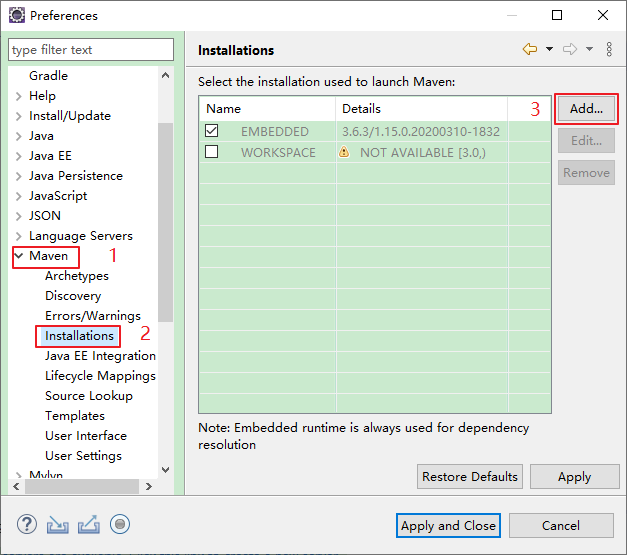 Preferences
type filter text
Gradle
Help
Install/Update
Java
Java EE
Java Persistence
JavaScript
JSON
Language Servers
Maven 1
Archetypes
Discovery
Errors/Warnings
Installations 2
Java EE Integration
Lifecycle Mappings
Source Lookup
Templates
User Interface
User Settings
Mylyn
Installations
Select the installation used to launch Maven:
Name Details 3 Add...
EMBEDDED 3.6.3/1.15.0.20200310-1832
WORKSPACE NOT AVAILABLE [3.0,)
Edit...
Remove
Note: Embedded runtime is always used for dependency
resolution
Restore Defaults Apply
? Apply and Close Cancel